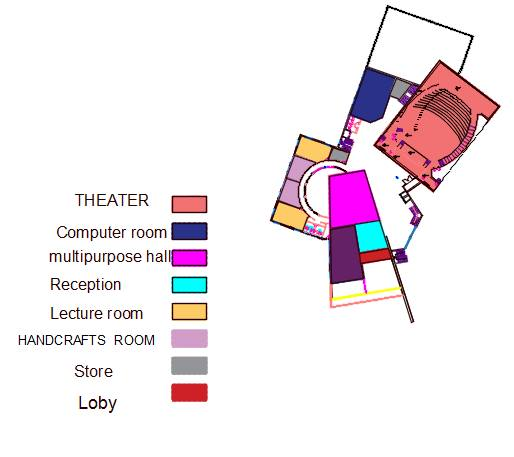 THEATER
Computer room
multipurpose hall
Reception
Lecture room
HANDCRAFTS ROOM
Store
Loby